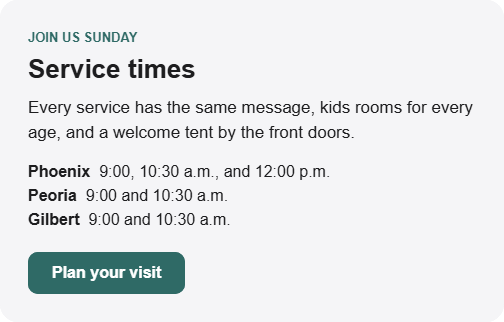 JOIN US SUNDAY
Service times
Every service has the same message, kids rooms for every
age, and a welcome tent by the front doors.
Phoenix 9:00, 10:30 a.m., and 12:00 p.m.
Peoria 9:00 and 10:30 a.m.
Gilbert 9:00 and 10:30 a.m.
Plan your visit